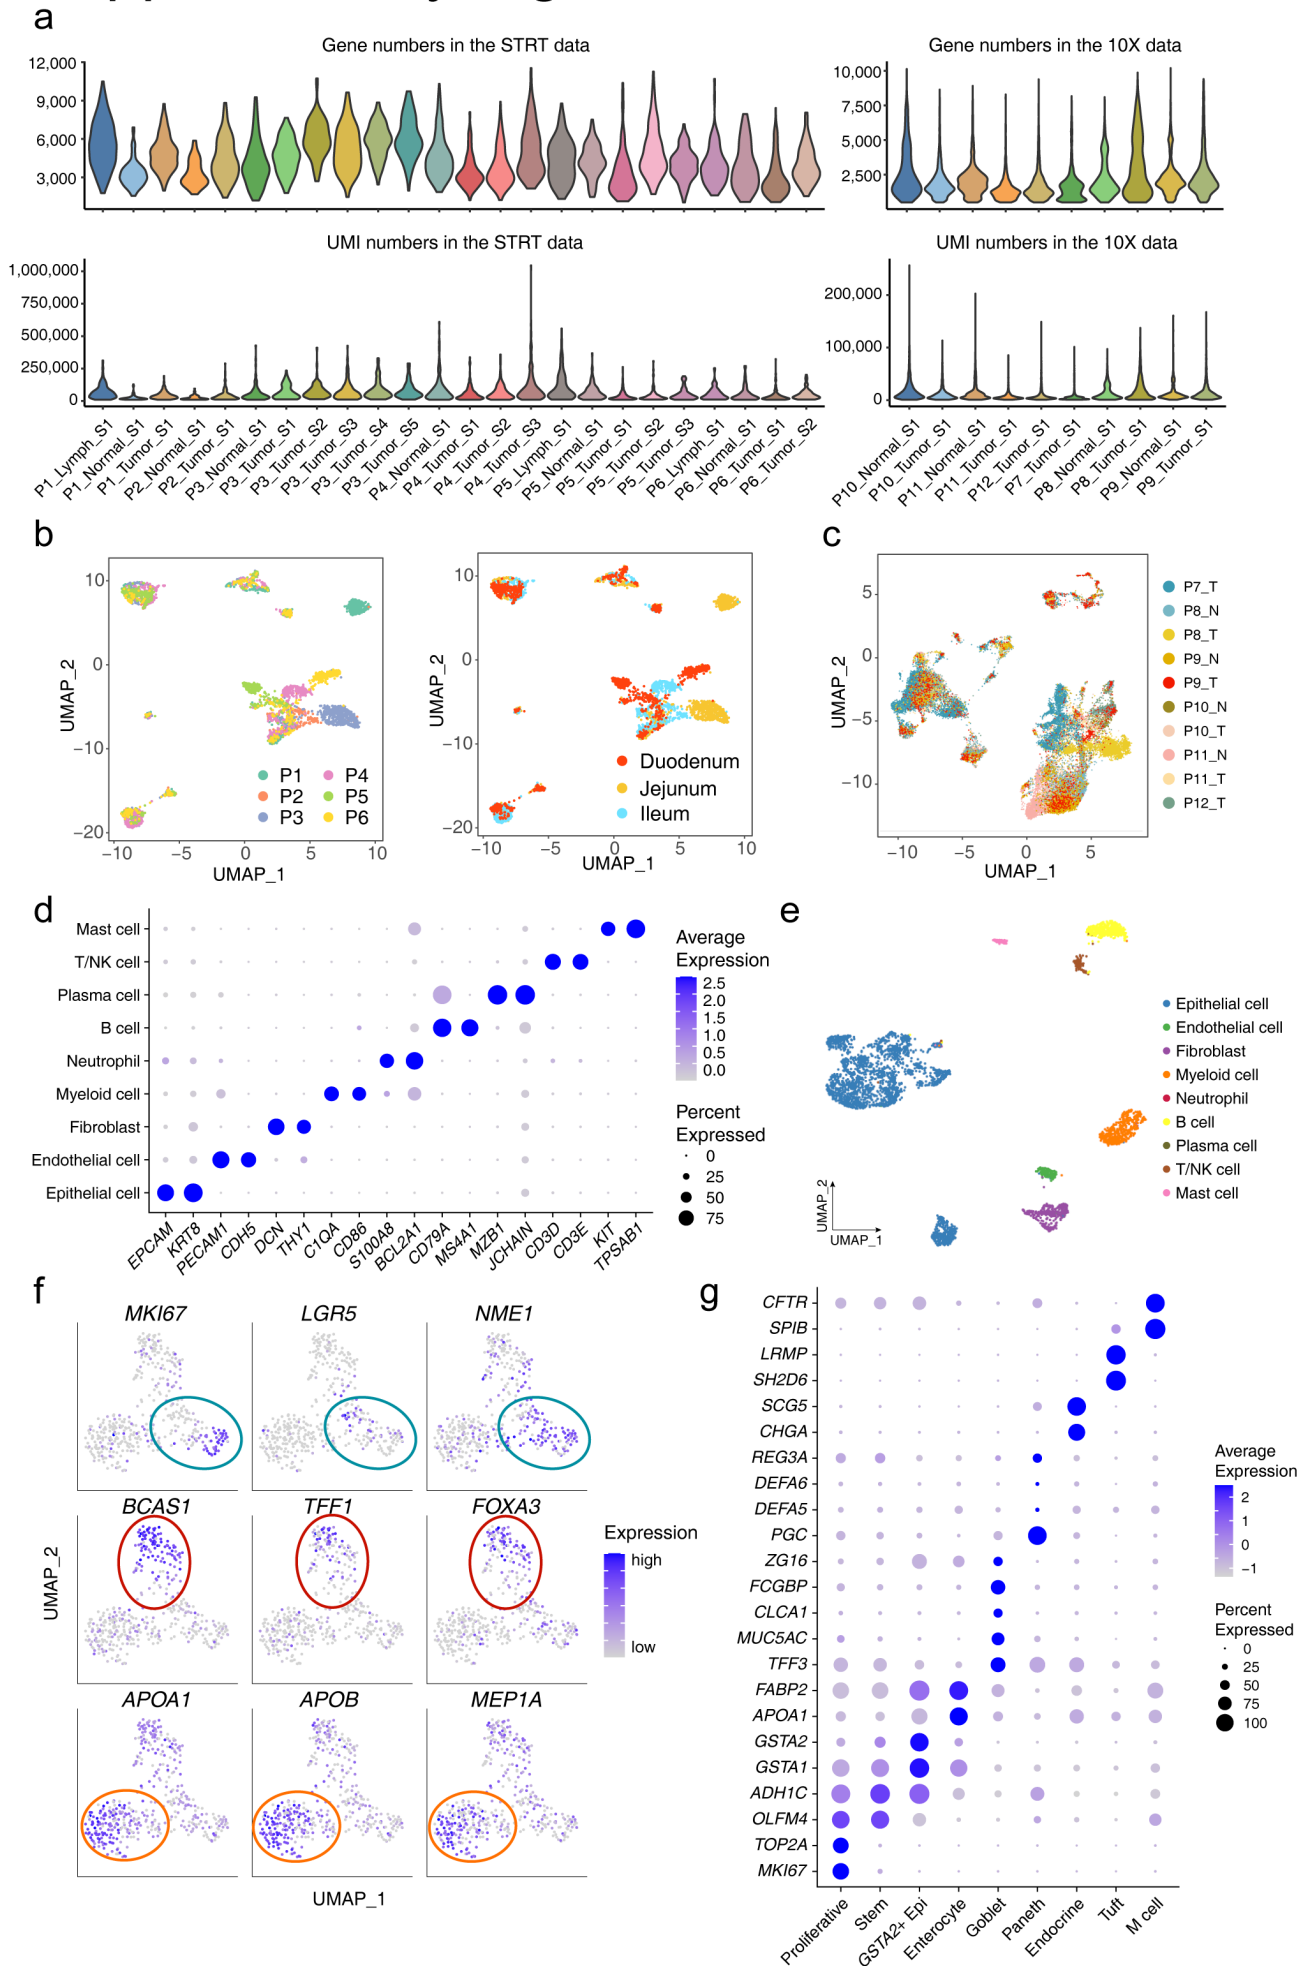 a
Gene numbers in the STRT data
12,000
9,000
6,000
3,000
Gene numbers in the 10X data
10,000
7,500
5,000
2,500
UMI numbers in the STRT data
1,000,000
750,000
500,000
250,000
0
UMI numbers in the 10X data
200,000
100,000
0
P1_Lymph_S1
P1_Normal_S1
P1_Tumor_S1
P2_Normal_S1
P2_Tumor_S1
P3_Normal_S1
P3_Tumor_S1
P3_Tumor_S2
P3_Tumor_S3
P3_Tumor_S4
P3_Tumor_S5
P4_Normal_S1
P4_Tumor_S1
P4_Tumor_S2
P4_Tumor_S3
P5_Lymph_S1
P5_Normal_S1
P5_Tumor_S1
P5_Tumor_S2
P5_Tumor_S3
P6_Lymph_S1
P6_Normal_S1
P6_Tumor_S1
P6_Tumor_S2
P10_Normal_S1
P10_Tumor_S1
P11_Normal_S1
P11_Tumor_S1
P12_Tumor_S1
P7_Tumor_S1
P8_Normal_S1
P8_Tumor_S1
P9_Normal_S1
P9_Tumor_S1
b
UMAP_2
10
0
−10
−20
P1
P2
P3
P4
P5
P6
−10
−5
0
5
10
UMAP_1
UMAP_2
10
0
−10
−20
Duodenum
Jejunum
Ileum
−10
−5
0
5
10
UMAP_1
c
UMAP_2
5
0
−5
−10
−10
−5
0
5
UMAP_1
P7_T
P8_N
P8_T
P9_N
P9_T
P10_N
P10_T
P11_N
P11_T
P12_T
d
Mast cell
T/NK cell
Plasma cell
B cell
Neutrophil
Myeloid cell
Fibroblast
Endothelial cell
Epithelial cell
EPCAM
KRT8
PECAM1
CDH5
DCN
THY1
C1QA
CD86
S100A8
BCL2A1
CD79A
MS4A1
MZB1
JCHAIN
CD3D
CD3E
KIT
TPSAB1
Average
Expression
2.5
2.0
1.5
1.0
0.5
0.0
Percent
Expressed
0
25
50
75
e
UMAP_2
UMAP_1
Epithelial cell
Endothelial cell
Fibroblast
Myeloid cell
Neutrophil
B cell
Plasma cell
T/NK cell
Mast cell
f
MKI67
LGR5
NME1
BCAS1
TFF1
FOXA3
APOA1
APOB
MEP1A
UMAP_2
UMAP_1
Expression
high
low
g
CFTR
SPIB
LRMP
SH2D6
SCG5
CHGA
REG3A
DEFA6
DEFA5
PGC
ZG16
FCGBP
CLCA1
MUC5AC
TFF3
FABP2
APOA1
GSTA2
GSTA1
ADH1C
OLFM4
TOP2A
MKI67
Proliferative
Stem
GSTA2+ Epi
Enterocyte
Goblet
Paneth
Endocrine
Tuft
M cell
Average
Expression
2
1
0
−1
Percent
Expressed
0
25
50
75
100